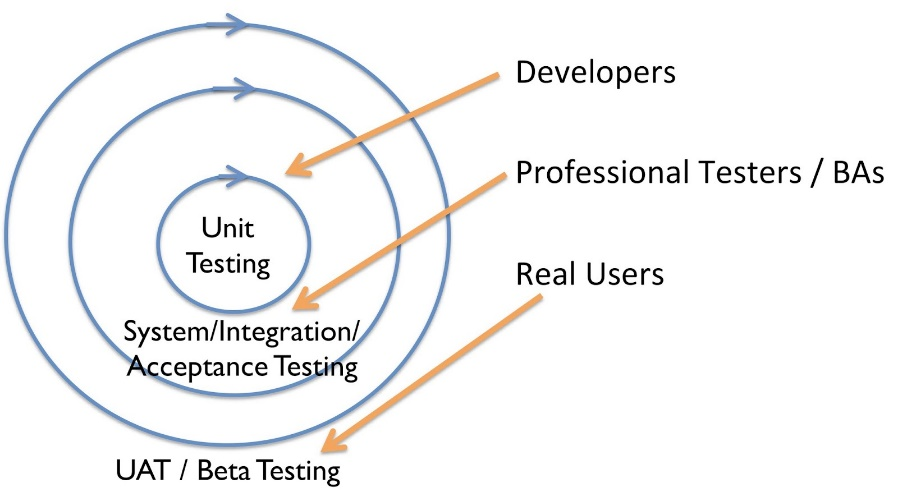 Developers
Professional Testers / BAs
Real Users
Unit
Testing
System/Integration/
Acceptance Testing
UAT / Beta Testing